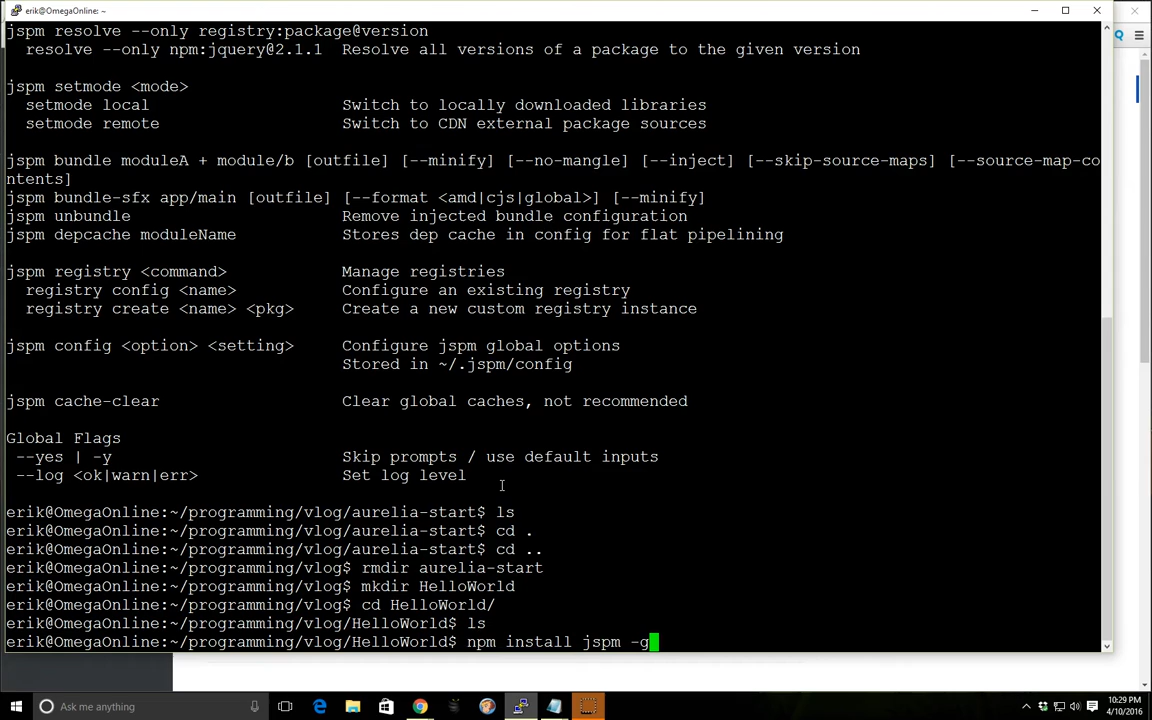 erik@OmegaOnline: ~
jspm resolve --only registry:package@version
  resolve --only npm:jquery@2.1.1  Resolve all versions of a package to the given version
jspm setmode <mode>
  setmode local                    Switch to locally downloaded libraries
  setmode remote                   Switch to CDN external package sources
jspm bundle moduleA + module/b [outfile] [--minify] [--no-mangle] [--inject] [--skip-source-maps] [--source-map-co
ntents]
jspm bundle-sfx app/main [outfile] [--format <amd|cjs|global>] [--minify]
jspm unbundle                      Remove injected bundle configuration
jspm depcache moduleName           Stores dep cache in config for flat pipelining
jspm registry <command>            Manage registries
  registry config <name>           Configure an existing registry
  registry create <name> <pkg>     Create a new custom registry instance
jspm config <option> <setting>     Configure jspm global options
                                   Stored in ~/.jspm/config
jspm cache-clear                   Clear global caches, not recommended
Global Flags
 --yes | -y                        Skip prompts / use default inputs
 --log <ok|warn|err>               Set log level
erik@OmegaOnline:~/programming/vlog/aurelia-start$ ls
erik@OmegaOnline:~/programming/vlog/aurelia-start$ cd .
erik@OmegaOnline:~/programming/vlog/aurelia-start$ cd ..
erik@OmegaOnline:~/programming/vlog$ rmdir aurelia-start
erik@OmegaOnline:~/programming/vlog$ mkdir HelloWorld
erik@OmegaOnline:~/programming/vlog$ cd HelloWorld/
erik@OmegaOnline:~/programming/vlog/HelloWorld$ ls
erik@OmegaOnline:~/programming/vlog/HelloWorld$ npm install jspm -g
Ask me anything
10:29 PM
4/10/2016